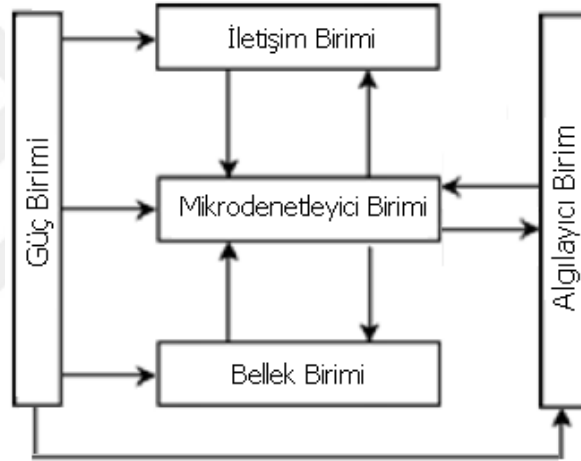 İletişim Birimi
Güç Birimi
Mikrodenetleyici Birimi
Algılayıcı Birim
Bellek Birimi